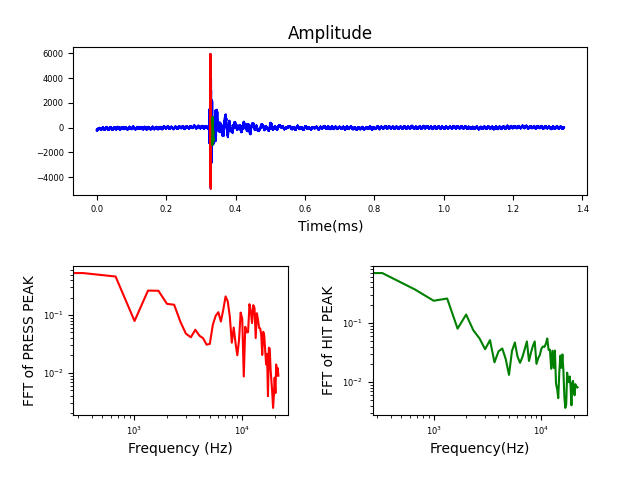 Amplitude
6000
4000
2000
0
−2000
−4000
0.0 0.2 0.4 0.6 0.8 1.0 1.2 1.4
Time(ms)
FFT of PRESS PEAK
10⁻¹
10⁻²
10³ 10⁴
Frequency (Hz)
FFT of HIT PEAK
10⁻¹
10⁻²
10³ 10⁴
Frequency(Hz)